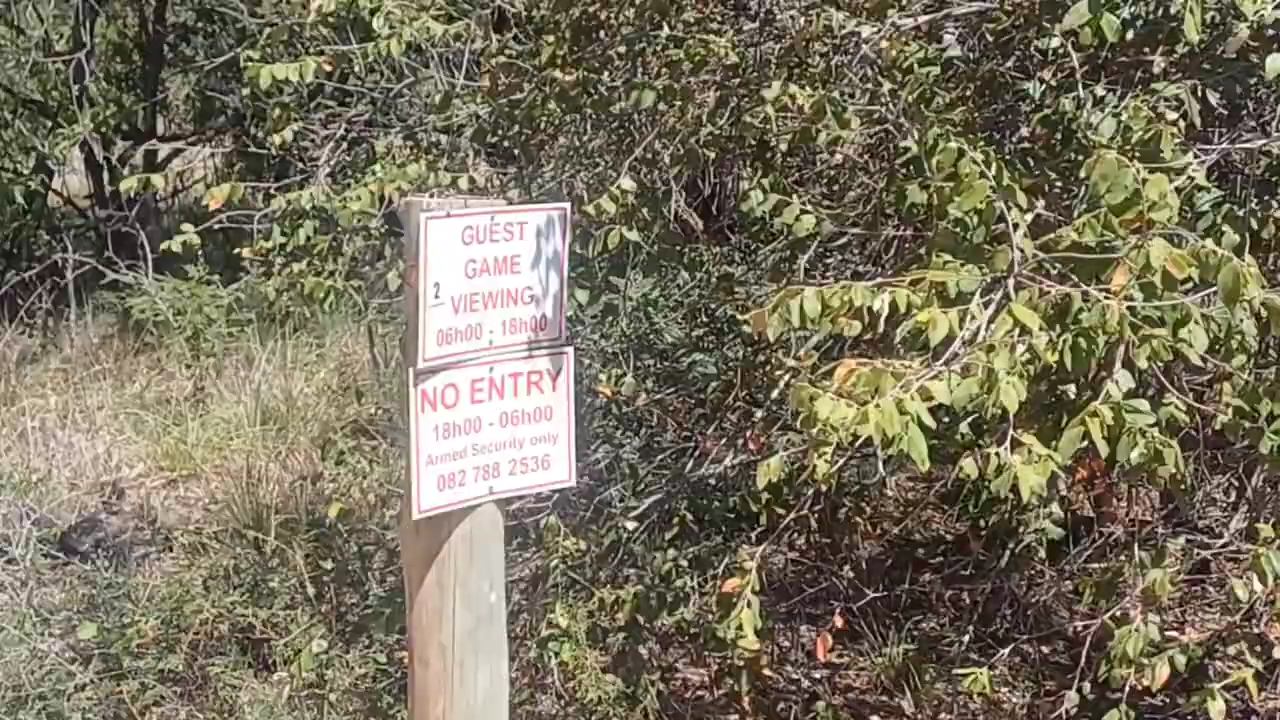 GUEST
GAME
2 VIEWING
06h00 - 18h00
NO ENTRY
18h00 - 06h00
Armed Security only
082 788 2536